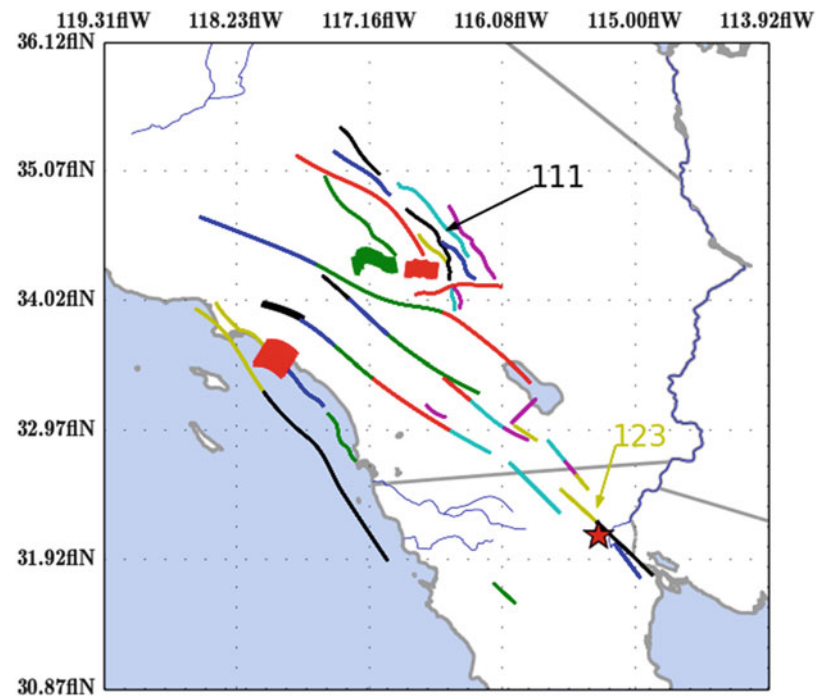 119.31flW 118.23flW 117.16flW 116.08flW 115.00flW 113.92flW
36.12flN
35.07flN
111
34.02flN
32.97flN
123
31.92flN
30.87flN